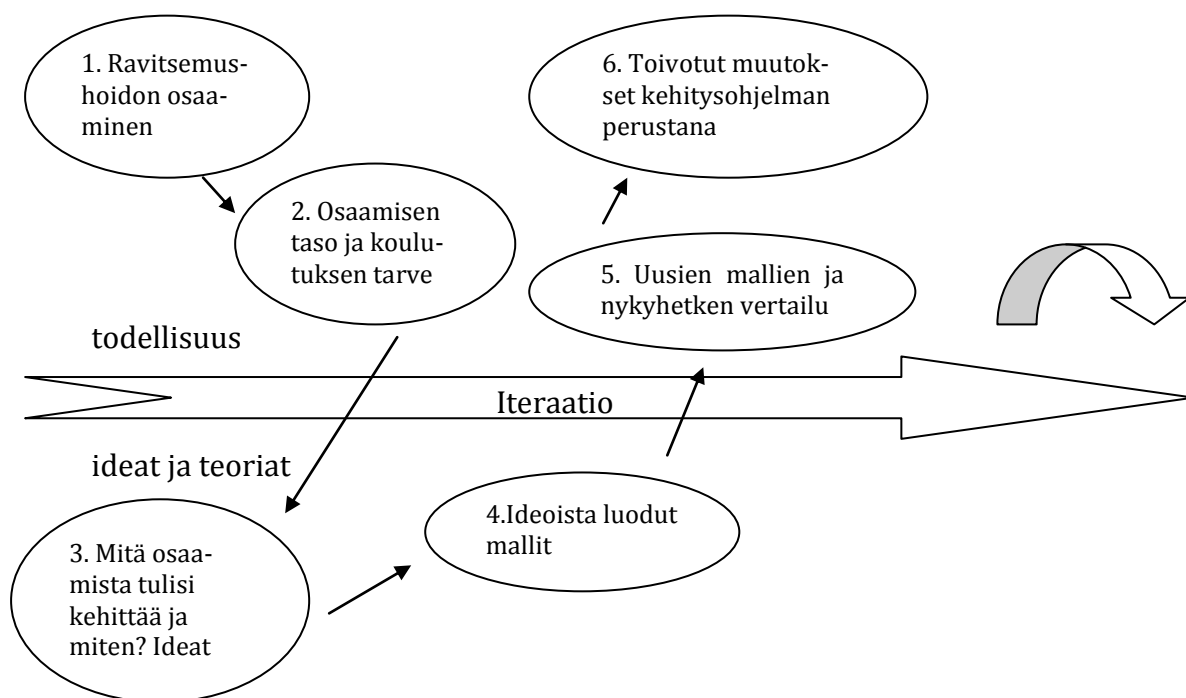 1. Ravitsemus-
hoidon osaa-
minen
2. Osaamisen
taso ja koulu-
tuksen tarve
6. Toivotut muutok-
set kehitysohjelman
perustana
5. Uusien mallien ja
nykyhetken vertailu
todellisuus
Iteraatio
ideat ja teoriat
3. Mitä osaa-
mista tulisi
kehittää ja
miten? Ideat
4.Ideoista luodut
mallit